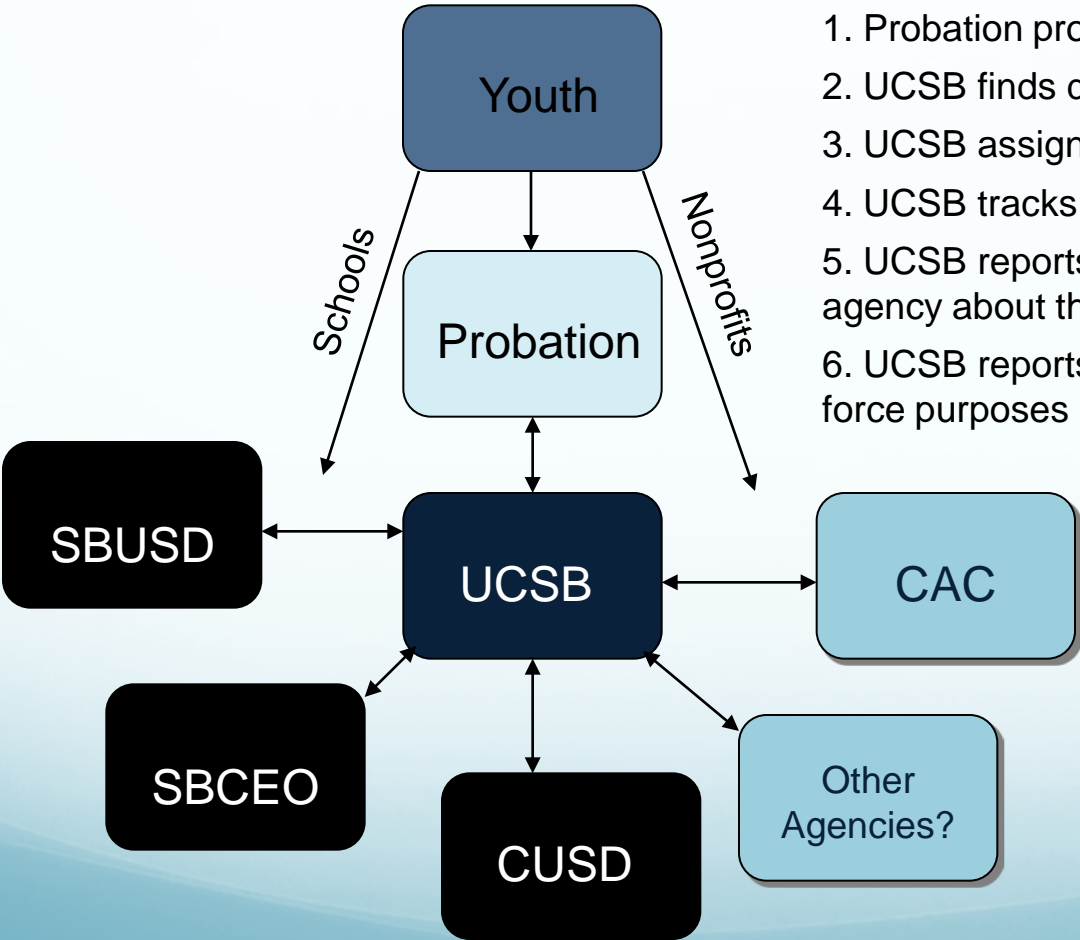 Youth
1. Probation pro
2. UCSB finds
3. UCSB assign
4. UCSB tracks
5. UCSB reports
agency about th
6. UCSB reports
force purposes
Schools
Nonprofits
Probation
SBUSD
UCSB
CAC
SBCEO
CUSD
Other
Agencies?